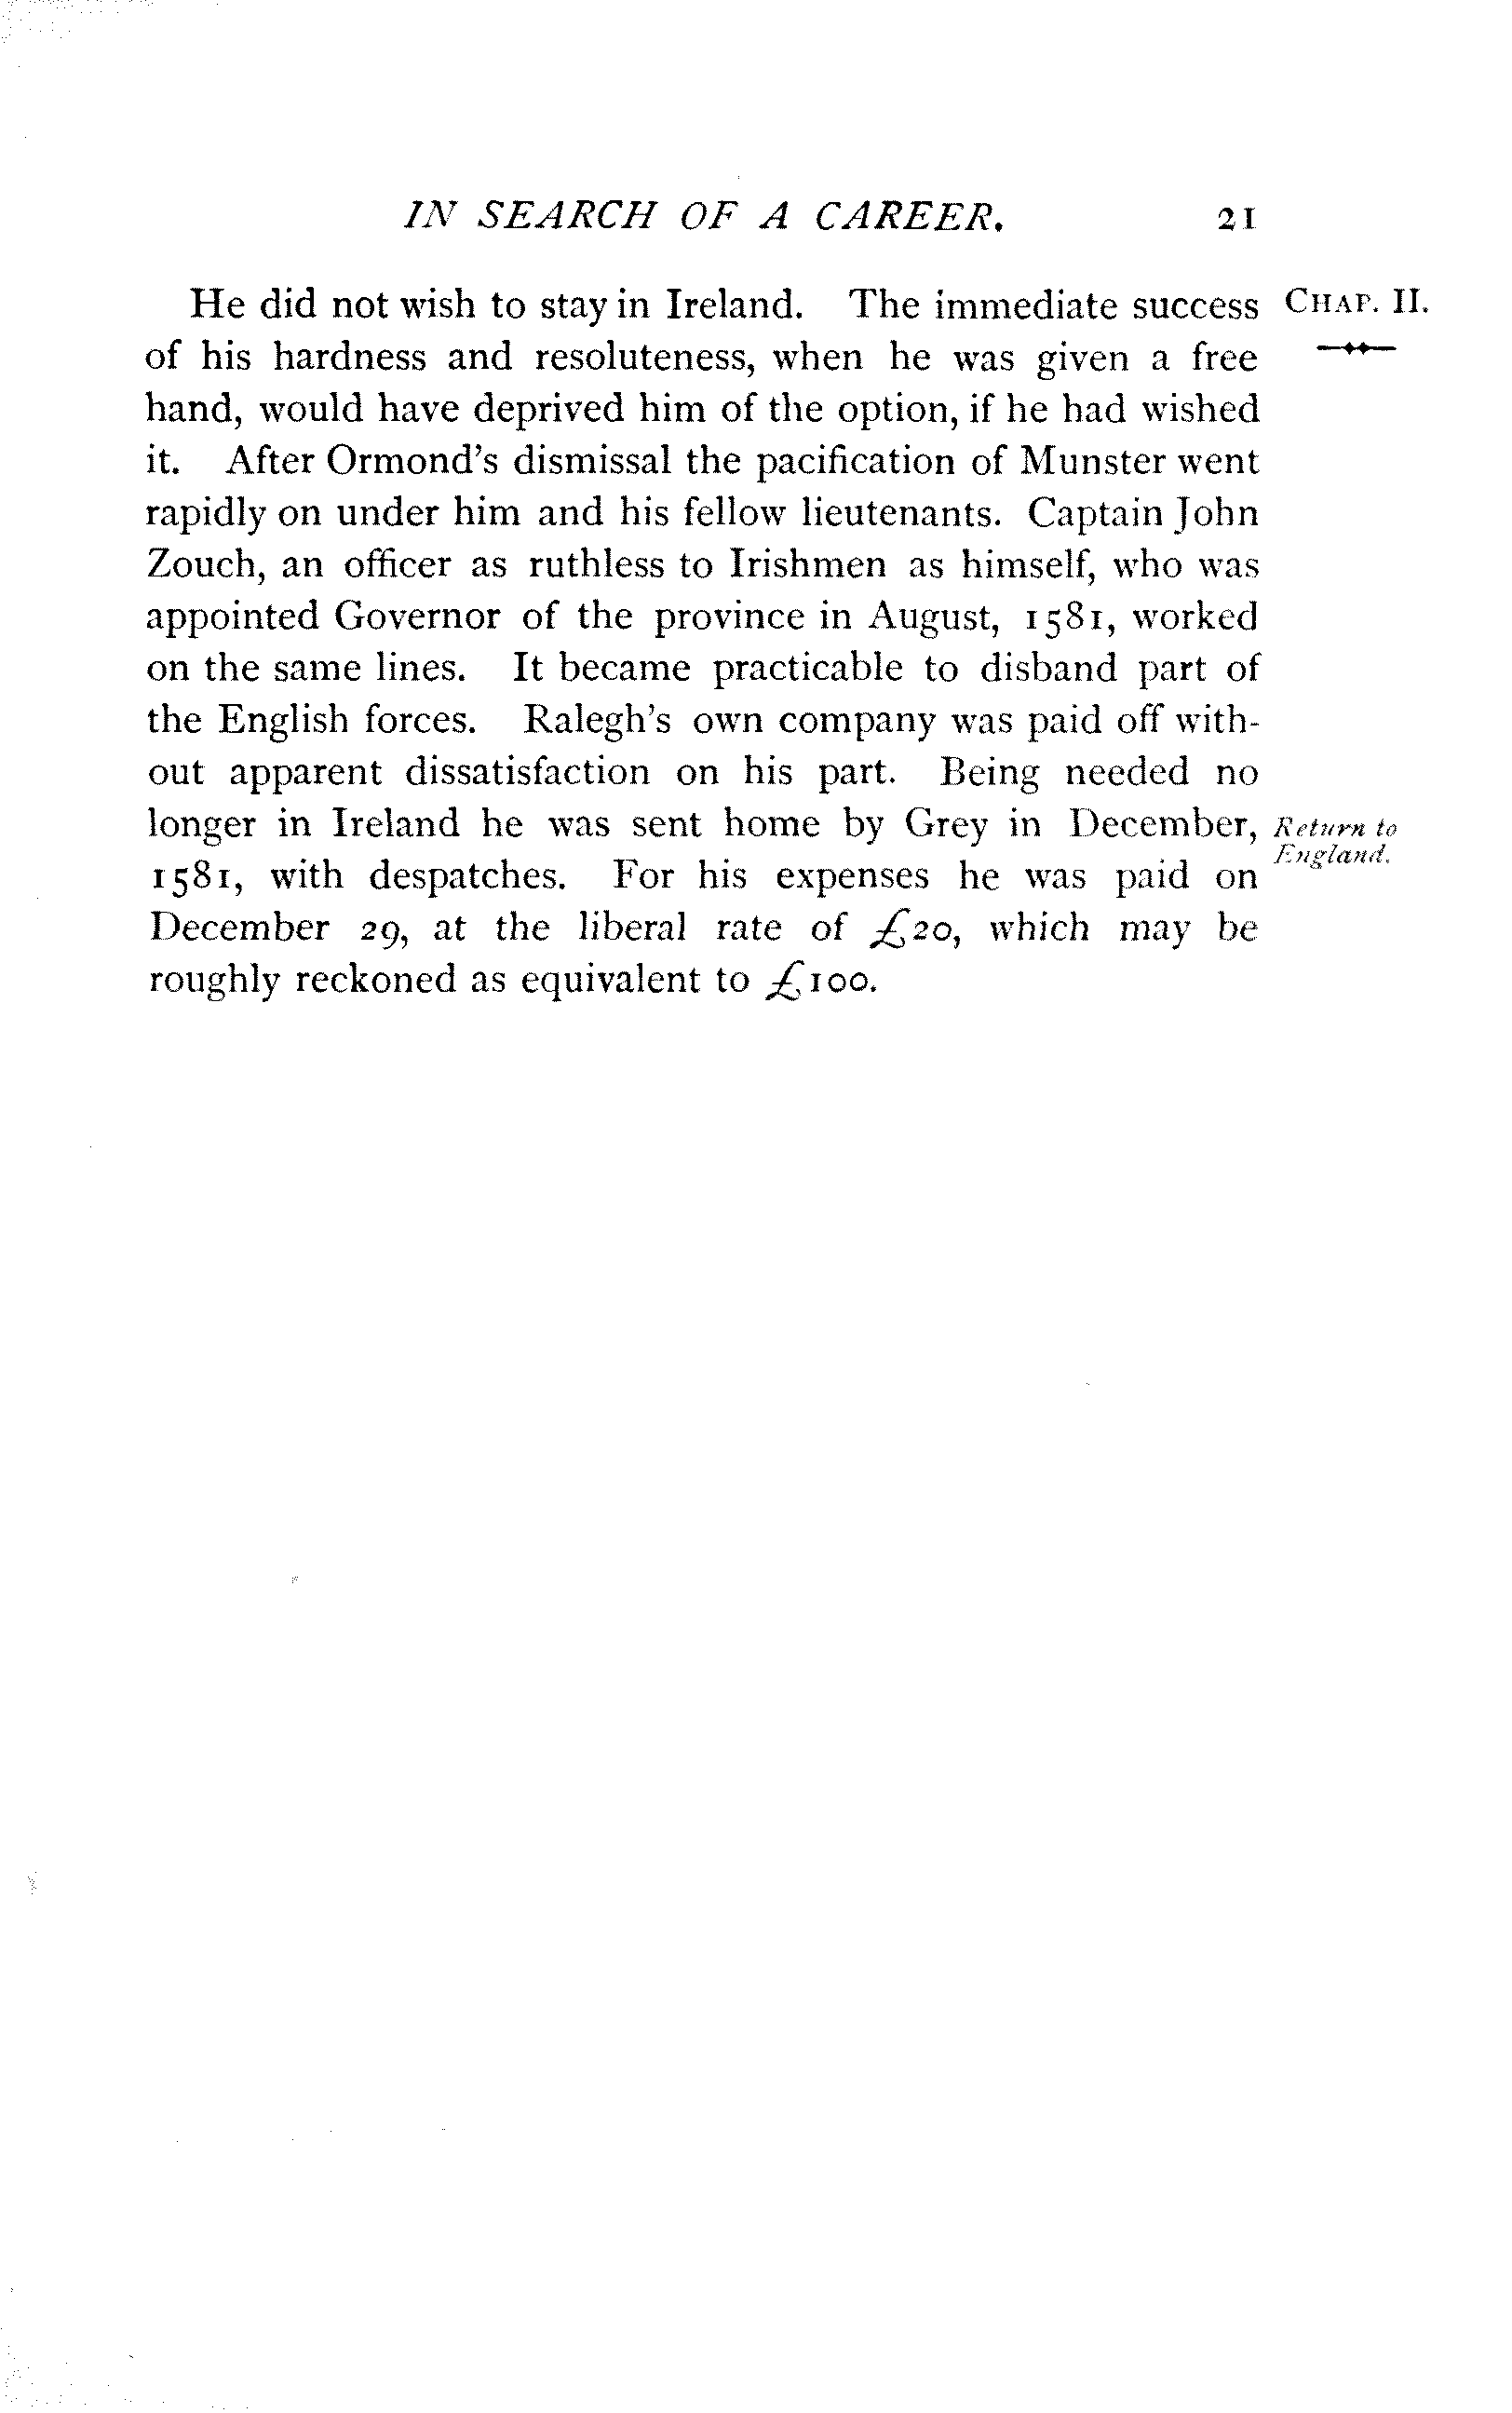 IN SEARCH OF A CAREER. 21
He did not wish to stay in Ireland. The immediate success
CHAP. II.
of his hardness and resoluteness, when he was given a free
hand, would have deprived him of the option, if he had wished
it. After Ormond's dismissal the pacification of Munster went
rapidly on under him and his fellow lieutenants. Captain John
Zouch, an officer as ruthless to Irishmen as himself, who was
appointed Governor of the province in August, 1581, worked
on the same lines. It became practicable to disband part of
the English forces. Ralegh's own company was paid off with-
out apparent dissatisfaction on his part. Being needed no
longer in Ireland he was sent home by Grey in December,
Return to
England.
1581, with despatches. For his expenses he was paid on
December 29, at the liberal rate of £20, which may be
roughly reckoned as equivalent to £100.